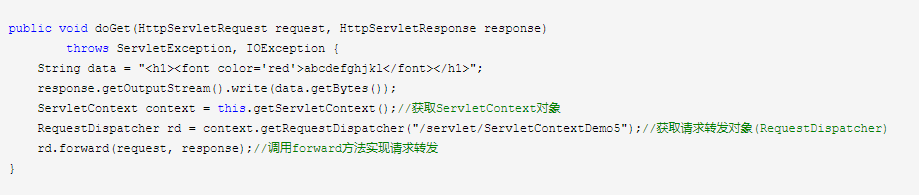 public void doGet(HttpServletRequest request, HttpServletResponse response)
        throws ServletException, IOException {
    String data = "<h1><font color='red'>abcdefghjkl</font></h1>";
    response.getOutputStream().write(data.getBytes());
    ServletContext context = this.getServletContext();//获取ServletContext对象
    RequestDispatcher rd = context.getRequestDispatcher("/servlet/ServletContextDemo5");//获取请求转发对象(RequestDispatcher)
    rd.forward(request, response);//调用forward方法实现请求转发
}